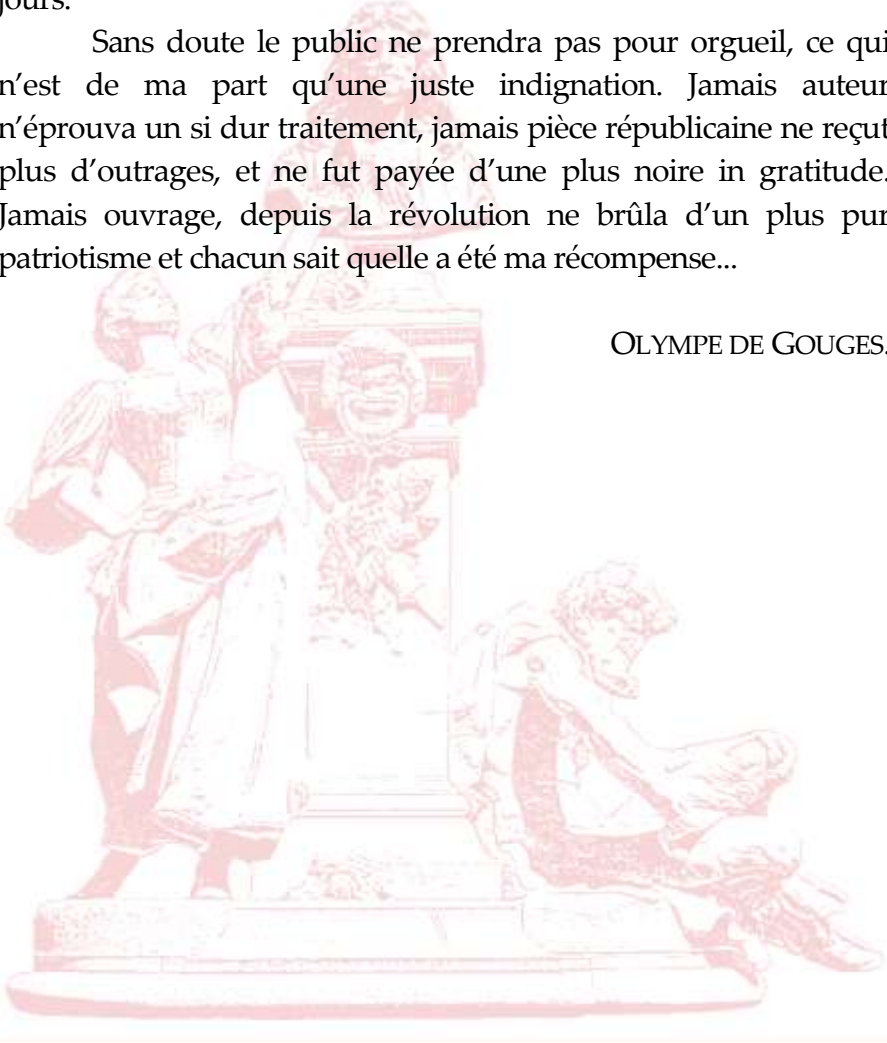 jours.
Sans doute le public ne prendra pas pour orgueil, ce qui
n’est de ma part qu’une juste indignation. Jamais auteur
n’éprouva un si dur traitement, jamais pièce républicaine ne reçut
plus d’outrages, et ne fut payée d’une plus noire in gratitude.
Jamais ouvrage, depuis la révolution ne brûla d’un plus pur
patriotisme et chacun sait quelle a été ma récompense...
OLYMPE DE GOUGES.